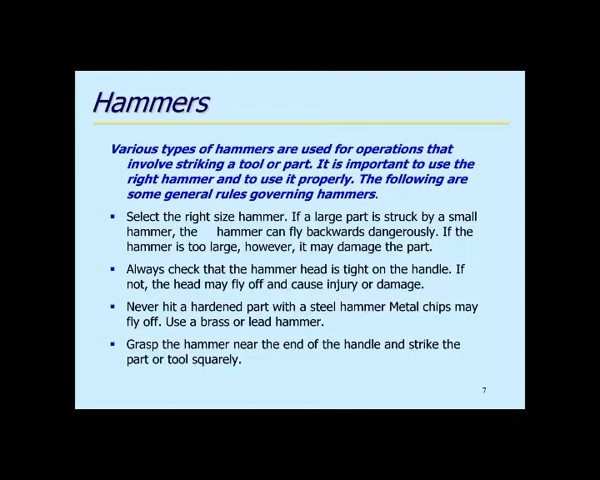 Hammers
Various types of hammers are used for operations that
involve striking a tool or part. It is important to use the
right hammer and to use it properly. The following are
some general rules governing hammers.
▪ Select the right size hammer. If a large part is struck by a small
hammer, the hammer can fly backwards dangerously. If the
hammer is too large, however, it may damage the part.
▪ Always check that the hammer head is tight on the handle. If
not, the head may fly off and cause injury or damage.
▪ Never hit a hardened part with a steel hammer Metal chips may
fly off. Use a brass or lead hammer.
▪ Grasp the hammer near the end of the handle and strike the
part or tool squarely.
7